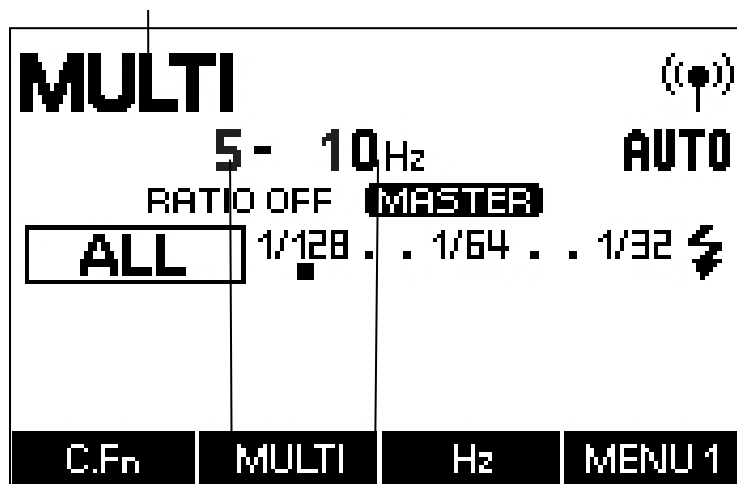 MULTI
5- 10Hz AUTO
RATIO OFF MASTER
ALL 1/128 . . 1/64 . . 1/32
C.Fn MULTI Hz MENU 1